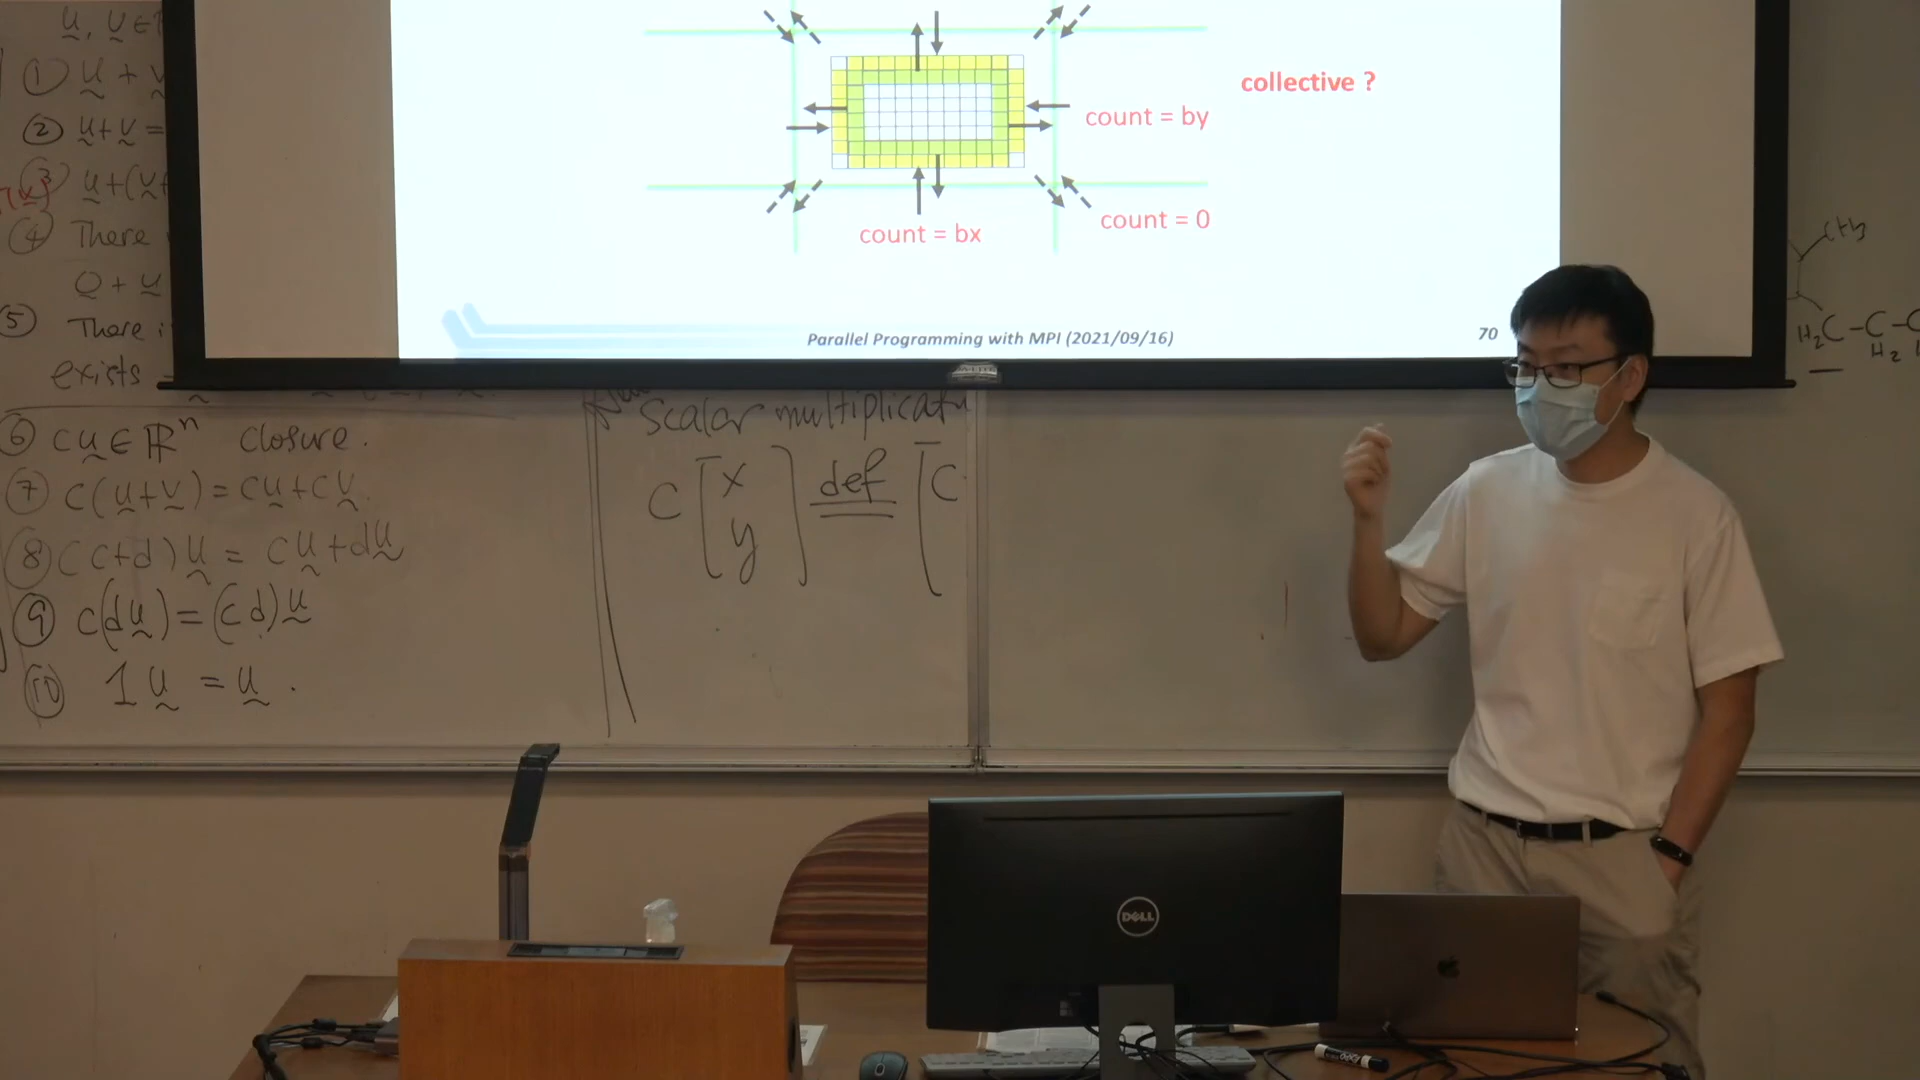 collective ?
count = by
count = 0
count = bx
Parallel Programming with MPI (2021/09/16)
70
u, v ∈
① u + v
② u + v =
③ u + (v +
④ There
0 + u
⑤ There i
exists
⑥ cu ∈ ℝⁿ closure.
⑦ c(u+v) = cu + cv.
⑧ (c+d)u = cu + du
⑨ c(du) = (cd)u
⑩ 1u = u.
scalar multiplicat
c [ x y ] def [ c
H₂C-C-C
H₂
DELL